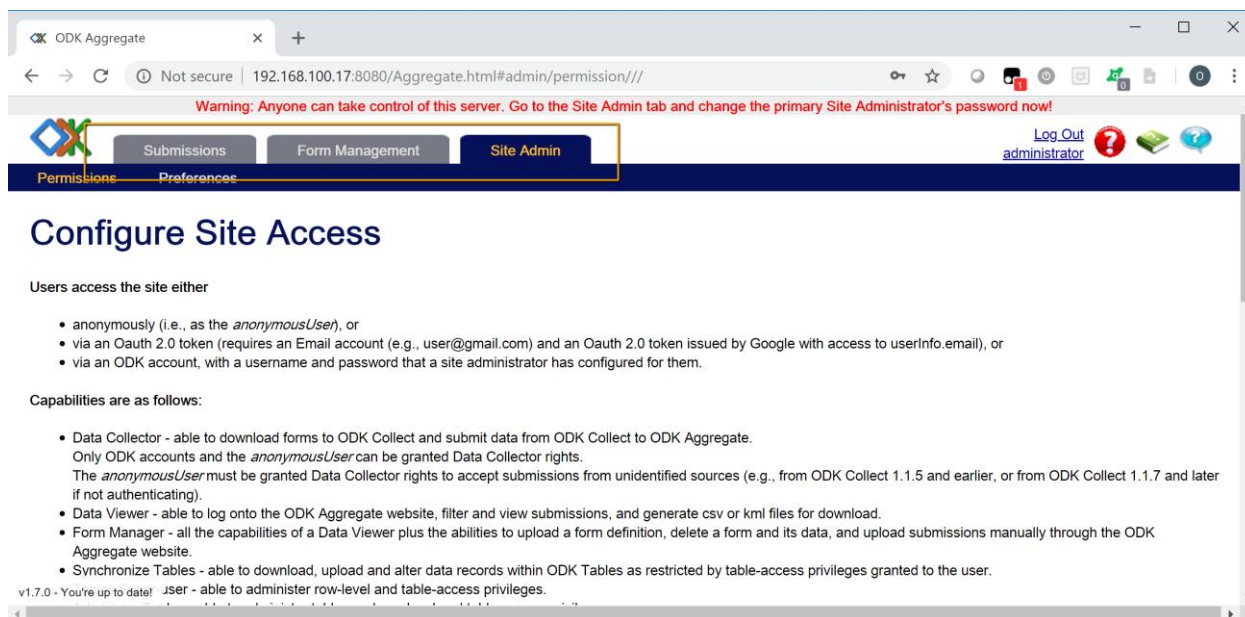 ODK Aggregate
Not secure | 192.168.100.17:8080/Aggregate.html#admin/permission///
1
0
O
Warning: Anyone can take control of this server. Go to the Site Admin tab and change the primary Site Administrator's password now!
ODK
Submissions
Form Management
Site Admin
Log Out
administrator
Permissions
Preferences
Configure Site Access
Users access the site either
• anonymously (i.e., as the anonymousUser), or
• via an Oauth 2.0 token (requires an Email account (e.g., user@gmail.com) and an Oauth 2.0 token issued by Google with access to userInfo.email), or
• via an ODK account, with a username and password that a site administrator has configured for them.
Capabilities are as follows:
• Data Collector - able to download forms to ODK Collect and submit data from ODK Collect to ODK Aggregate.
Only ODK accounts and the anonymousUser can be granted Data Collector rights.
The anonymousUser must be granted Data Collector rights to accept submissions from unidentified sources (e.g., from ODK Collect 1.1.5 and earlier, or from ODK Collect 1.1.7 and later
if not authenticating).
• Data Viewer - able to log onto the ODK Aggregate website, filter and view submissions, and generate csv or kml files for download.
• Form Manager - all the capabilities of a Data Viewer plus the abilities to upload a form definition, delete a form and its data, and upload submissions manually through the ODK
Aggregate website.
• Synchronize Tables - able to download, upload and alter data records within ODK Tables as restricted by table-access privileges granted to the user.
v1.7.0 - You're up to date!
user - able to administer row-level and table-access privileges.